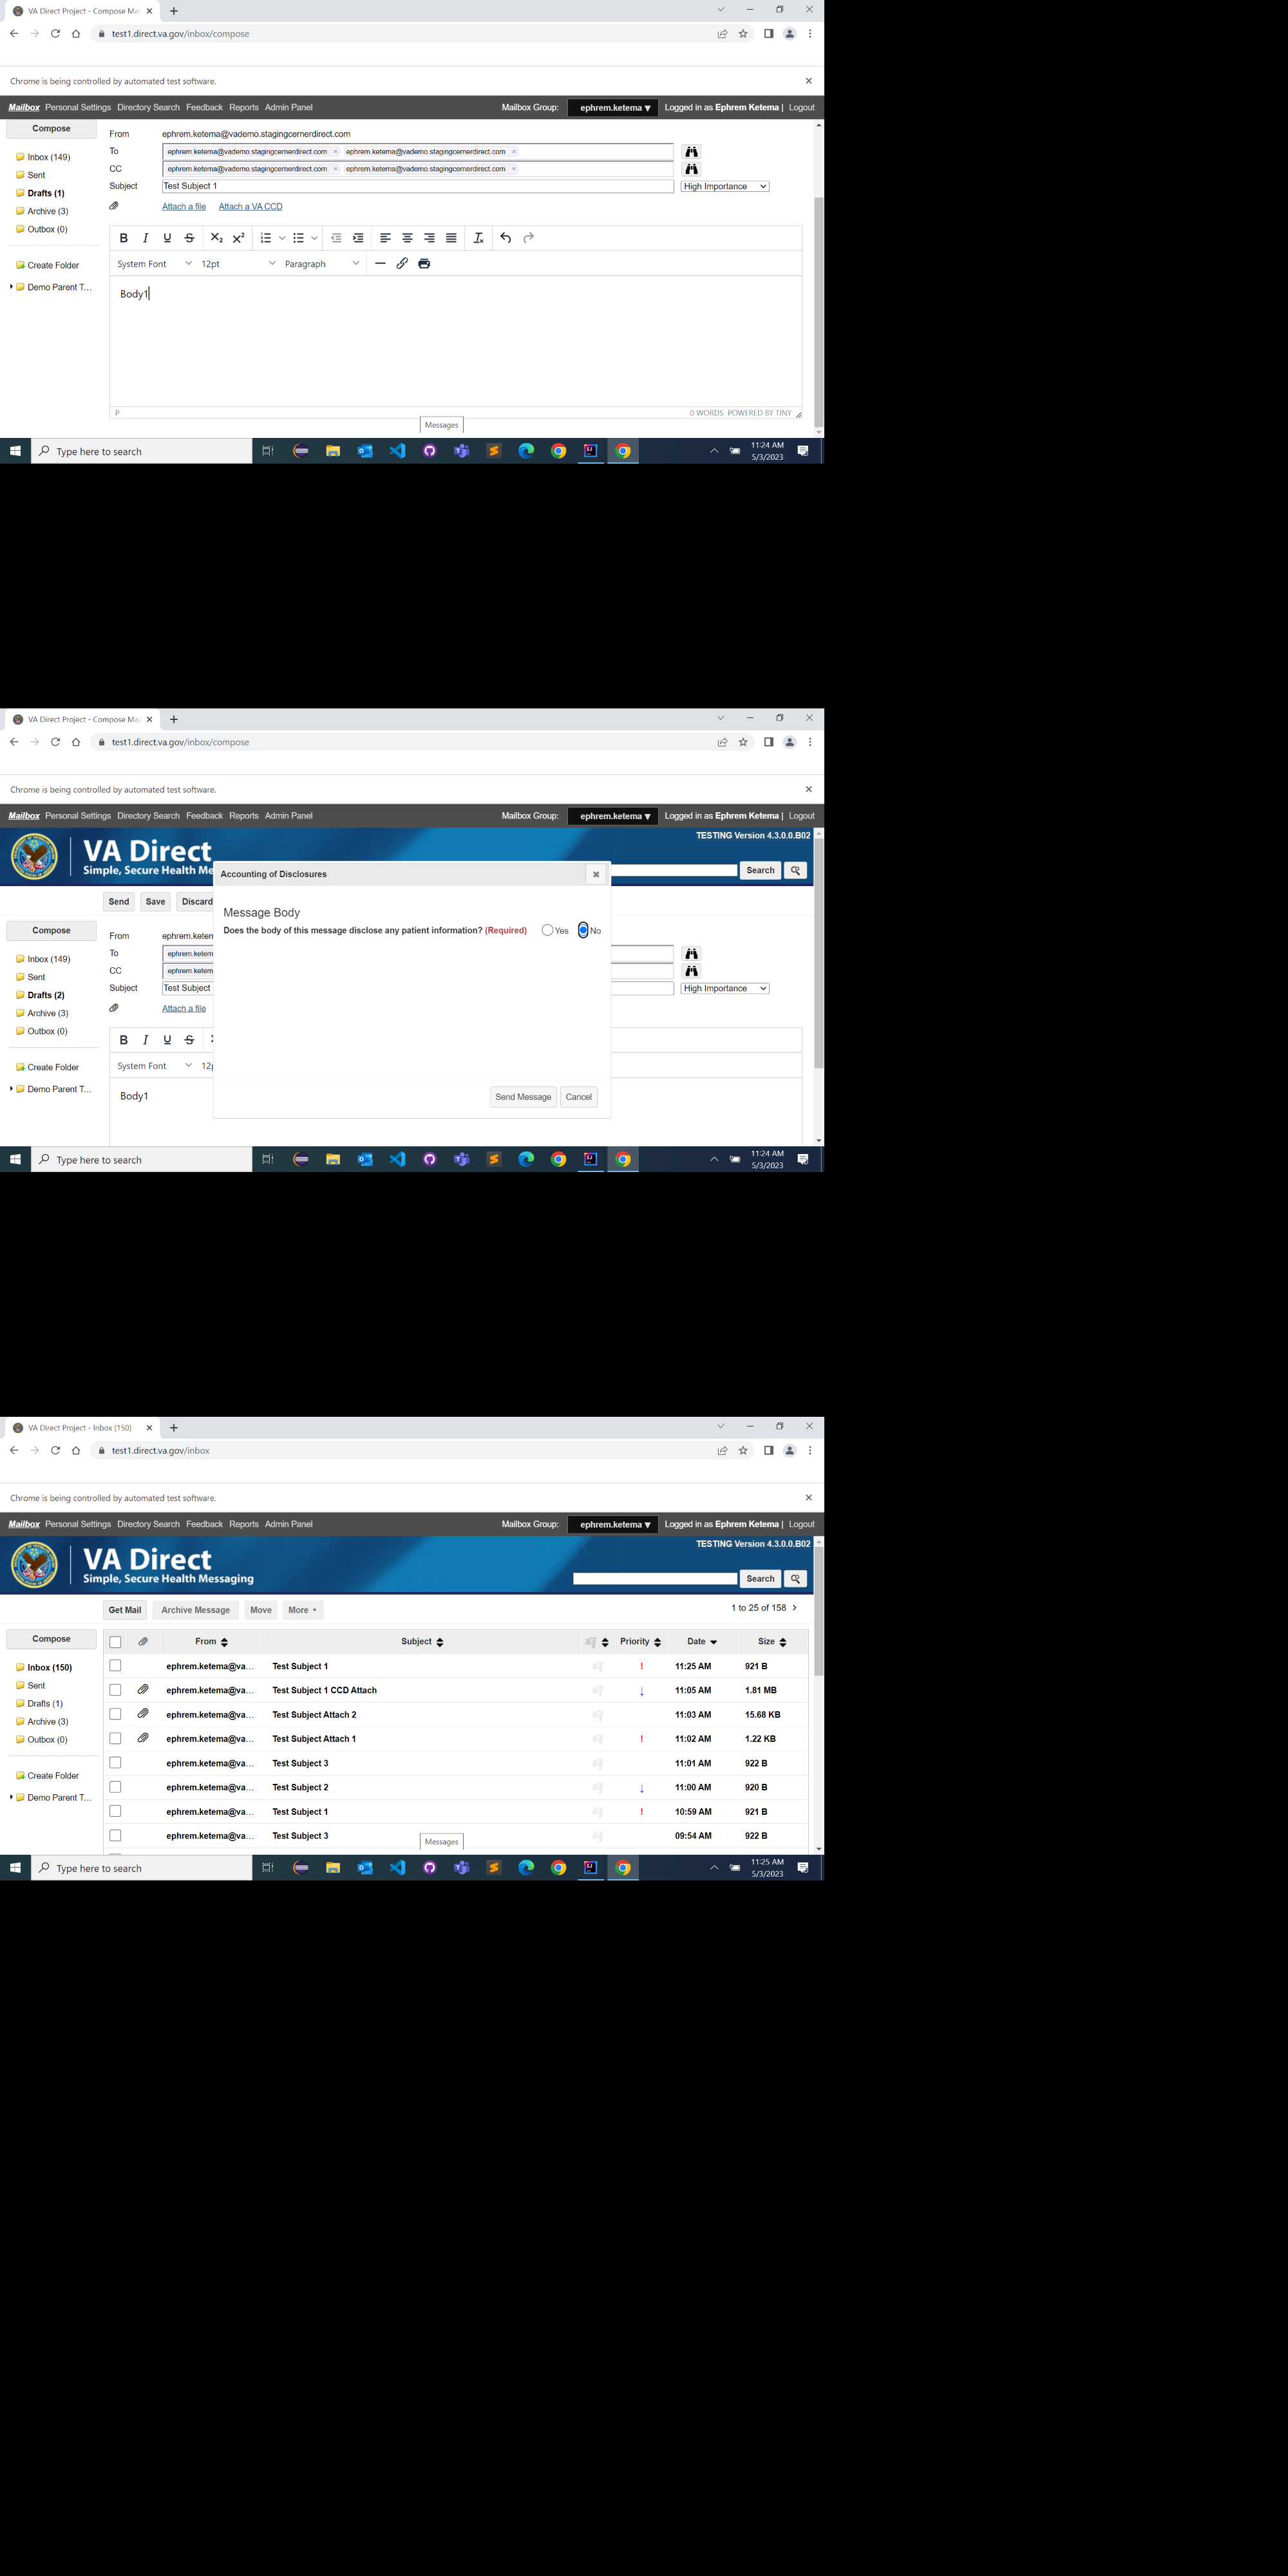 VA Direct Project - Compose Ma
test1.direct.va.gov/inbox/compose
Chrome is being controlled by automated test software.
Mailbox Personal Settings Directory Search Feedback Reports Admin Panel Mailbox Group: ephrem.ketema ▼ Logged in as Ephrem Ketema | Logout
Compose
From ephrem.ketema@vademo.stagingcernerdirect.com
To ephrem.ketema@vademo.stagingcernerdirect.com × ephrem.ketema@vademo.stagingcernerdirect.com ×
Inbox (149)
CC ephrem.ketema@vademo.stagingcernerdirect.com × ephrem.ketema@vademo.stagingcernerdirect.com ×
Sent
Subject Test Subject 1 High Importance
Drafts (1)
Attach a file Attach a VA CCD
Archive (3)
Outbox (0)
B I U S X₂ X²
Create Folder
System Font 12pt Paragraph
Demo Parent T...
Body1
P 0 WORDS POWERED BY TINY
Messages
Type here to search
11:24 AM
5/3/2023
VA Direct Project - Compose Ma
test1.direct.va.gov/inbox/compose
Chrome is being controlled by automated test software.
Mailbox Personal Settings Directory Search Feedback Reports Admin Panel Mailbox Group: ephrem.ketema ▼ Logged in as Ephrem Ketema | Logout
TESTING Version 4.3.0.0.B02
VA Direct
Simple, Secure Health Me
Search
Accounting of Disclosures
Send Save Discard
Message Body
Does the body of this message disclose any patient information? (Required) Yes No
Compose
From ephrem.keterr
To ephrem.ketem
Inbox (149)
CC ephrem.ketem
Sent
Subject Test Subject High Importance
Drafts (2)
Attach a file
Archive (3)
Outbox (0)
B I U S
Create Folder
System Font 12p
Demo Parent T...
Body1
Send Message Cancel
Type here to search
11:24 AM
5/3/2023
VA Direct Project - Inbox (150)
test1.direct.va.gov/inbox
Chrome is being controlled by automated test software.
Mailbox Personal Settings Directory Search Feedback Reports Admin Panel Mailbox Group: ephrem.ketema ▼ Logged in as Ephrem Ketema | Logout
TESTING Version 4.3.0.0.B02
VA Direct
Simple, Secure Health Messaging
Search
Get Mail Archive Message Move More 1 to 25 of 158 >
Compose
Inbox (150)
Sent
Drafts (1)
Archive (3)
Outbox (0)
Create Folder
Demo Parent T...
From Subject Priority Date Size
ephrem.ketema@va... Test Subject 1 ! 11:25 AM 921 B
ephrem.ketema@va... Test Subject 1 CCD Attach ↓ 11:05 AM 1.81 MB
ephrem.ketema@va... Test Subject Attach 2 11:03 AM 15.68 KB
ephrem.ketema@va... Test Subject Attach 1 ! 11:02 AM 1.22 KB
ephrem.ketema@va... Test Subject 3 11:01 AM 922 B
ephrem.ketema@va... Test Subject 2 ↓ 11:00 AM 920 B
ephrem.ketema@va... Test Subject 1 ! 10:59 AM 921 B
ephrem.ketema@va... Test Subject 3 09:54 AM 922 B
Messages
Type here to search
11:25 AM
5/3/2023